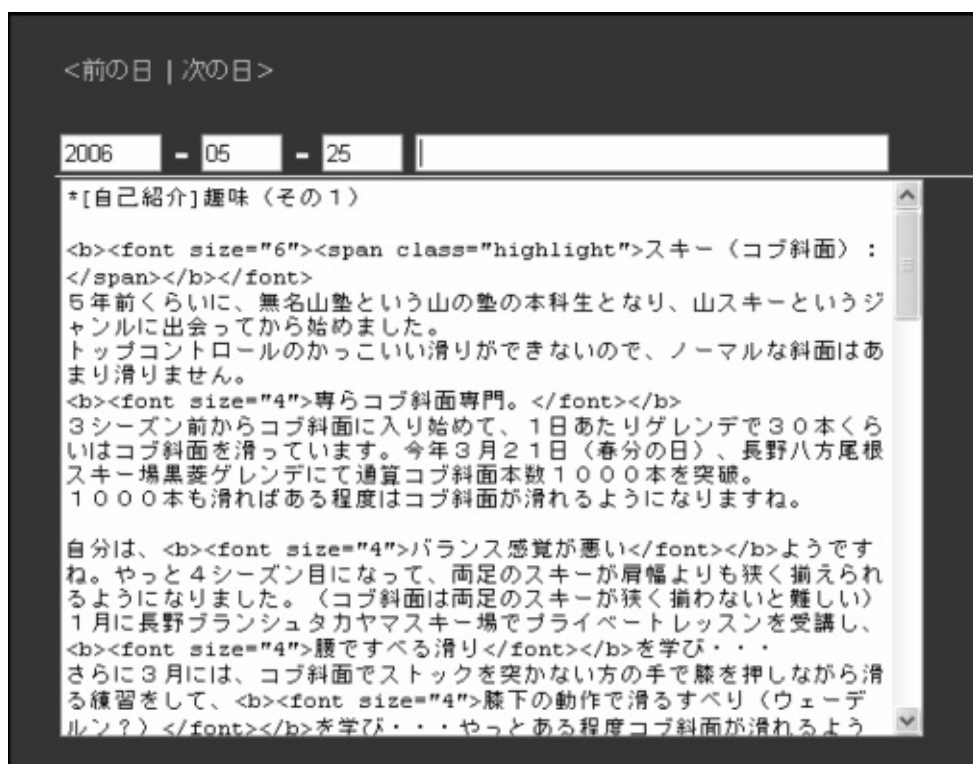 <前の日 | 次の日>
2006 - 05 - 25
*[自己紹介]趣味（その１）
<b><font size="6"><span class="highlight">スキー（コブ斜面）：
</span></b></font>
５年前くらいに、無名山塾という山の塾の本科生となり、山スキーというジ
ャンルに出会ってから始めました。
トップコントロールのかっこいい滑りができないので、ノーマルな斜面はあ
まり滑りません。
<b><font size="4">専らコブ斜面専門。</font></b>
３シーズン前からコブ斜面に入り始めて、１日あたりゲレンデで３０本くら
いはコブ斜面を滑っています。今年３月２１日（春分の日）、長野八方尾根
スキー場黒菱ゲレンデにて通算コブ斜面本数１０００本を突破。
１０００本も滑ればある程度はコブ斜面が滑れるようになりますね。
自分は、<b><font size="4">バランス感覚が悪い</font></b>ようです
ね。やっと４シーズン目になって、両足のスキーが肩幅よりも狭く揃えられ
るようになりました。（コブ斜面は両足のスキーが狭く揃わないと難しい）
１月に長野ブランシュタカヤマスキー場でプライベートレッスンを受講し、
<b><font size="4">腰ですべる滑り</font></b>を学び・・・
さらに３月には、コブ斜面でストックを突かない方の手で膝を押しながら滑
る練習をして、<b><font size="4">膝下の動作で滑るすべり（ウェーデ
ルン？）</font></b>を学び・・・やっとある程度コブ斜面が滑れるよう